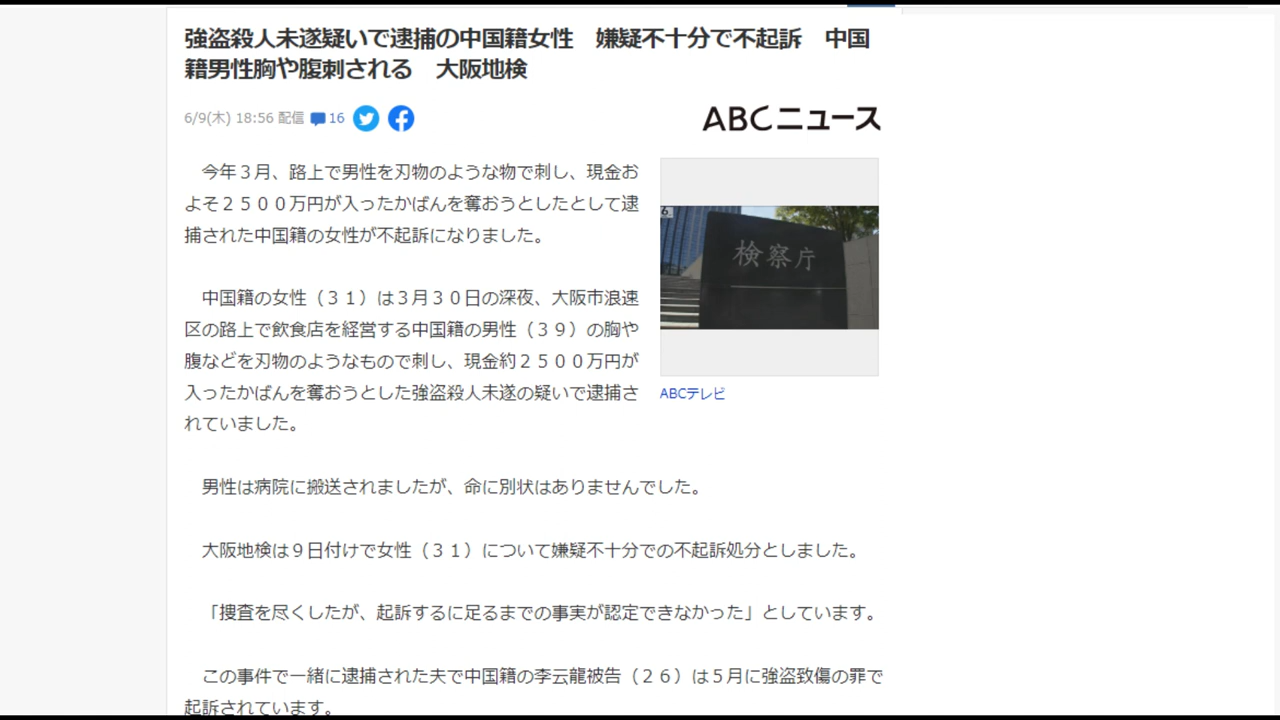 強盗殺人未遂疑いで逮捕の中国籍女性　嫌疑不十分で不起訴　中国
籍男性胸や腹刺される　大阪地検
6/9(木) 18:56 配信 16
ABCニュース
今年３月、路上で男性を刃物のような物で刺し、現金お
よそ２５００万円が入ったかばんを奪おうとしたとして逮
捕された中国籍の女性が不起訴になりました。
6
検察庁
ABCテレビ
中国籍の女性（３１）は３月３０日の深夜、大阪市浪速
区の路上で飲食店を経営する中国籍の男性（３９）の胸や
腹などを刃物のようなもので刺し、現金約２５００万円が
入ったかばんを奪おうとした強盗殺人未遂の疑いで逮捕さ
れていました。
男性は病院に搬送されましたが、命に別状はありませんでした。
大阪地検は９日付けで女性（３１）について嫌疑不十分での不起訴処分としました。
「捜査を尽くしたが、起訴するに足るまでの事実が認定できなかった」としています。
この事件で一緒に逮捕された夫で中国籍の李云龍被告（２６）は５月に強盗致傷の罪で
起訴されています。